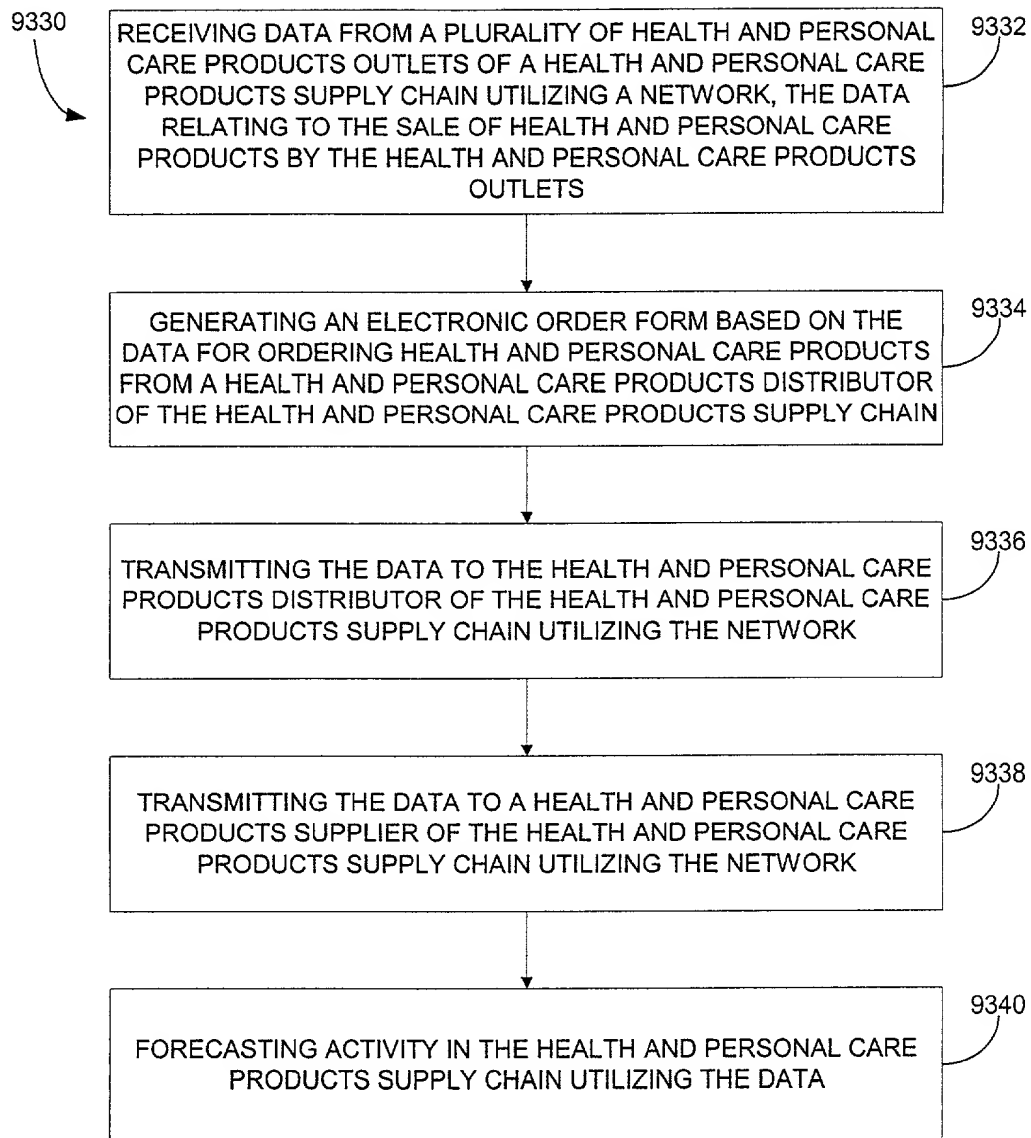 9330
9332
RECEIVING DATA FROM A PLURALITY OF HEALTH AND PERSONAL
CARE PRODUCTS OUTLETS OF A HEALTH AND PERSONAL CARE
PRODUCTS SUPPLY CHAIN UTILIZING A NETWORK, THE DATA
RELATING TO THE SALE OF HEALTH AND PERSONAL CARE
PRODUCTS BY THE HEALTH AND PERSONAL CARE PRODUCTS
OUTLETS
9334
GENERATING AN ELECTRONIC ORDER FORM BASED ON THE
DATA FOR ORDERING HEALTH AND PERSONAL CARE PRODUCTS
FROM A HEALTH AND PERSONAL CARE PRODUCTS DISTRIBUTOR
OF THE HEALTH AND PERSONAL CARE PRODUCTS SUPPLY CHAIN
9336
TRANSMITTING THE DATA TO THE HEALTH AND PERSONAL CARE
PRODUCTS DISTRIBUTOR OF THE HEALTH AND PERSONAL CARE
PRODUCTS SUPPLY CHAIN UTILIZING THE NETWORK
9338
TRANSMITTING THE DATA TO A HEALTH AND PERSONAL CARE
PRODUCTS SUPPLIER OF THE HEALTH AND PERSONAL CARE
PRODUCTS SUPPLY CHAIN UTILIZING THE NETWORK
9340
FORECASTING ACTIVITY IN THE HEALTH AND PERSONAL CARE
PRODUCTS SUPPLY CHAIN UTILIZING THE DATA